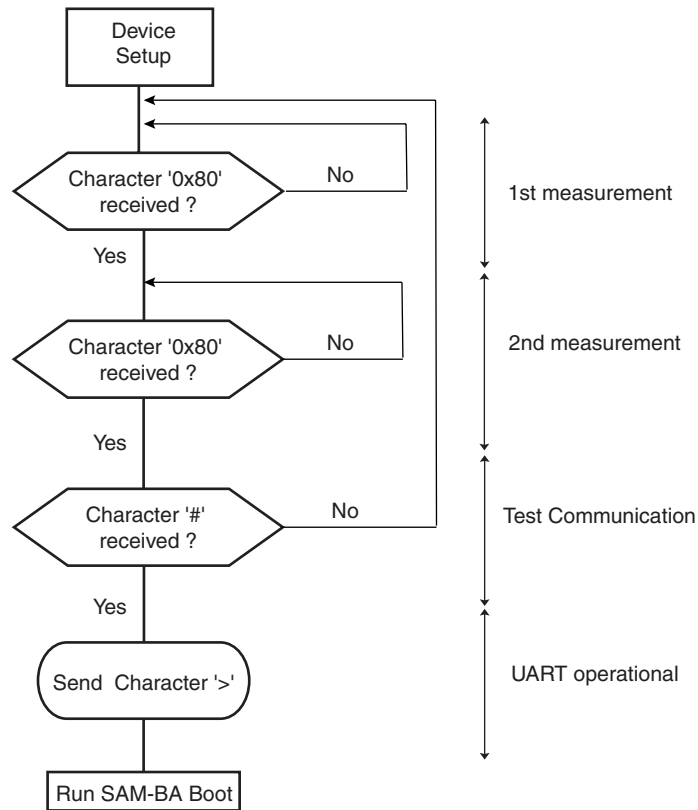 Device
Setup
Character '0x80'
received ?
No
1st measurement
Yes
Character '0x80'
received ?
No
2nd measurement
Yes
Character '#'
received ?
No
Test Communication
Yes
Send Character '>'
UART operational
Run SAM-BA Boot